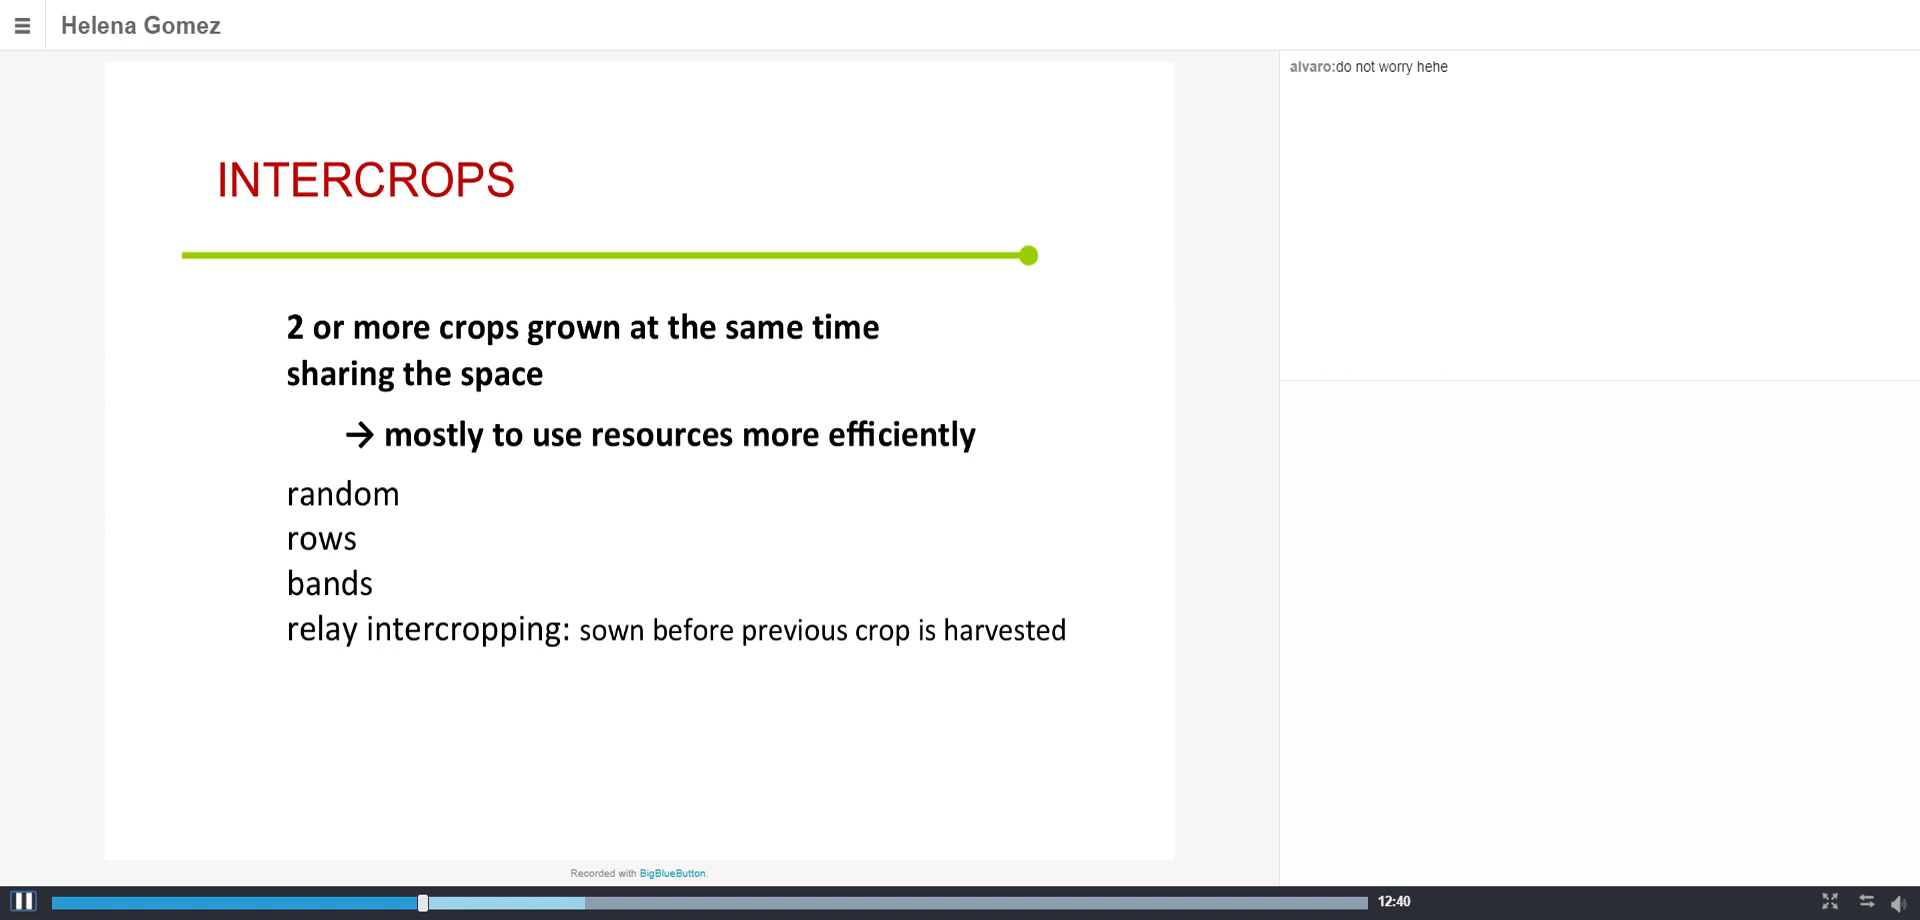 Helena Gomez
alvaro:do not worry hehe
INTERCROPS
2 or more crops grown at the same time
sharing the space
→ mostly to use resources more efficiently
random
rows
bands
relay intercropping: sown before previous crop is harvested
Recorded with BigBlueButton.
12:40